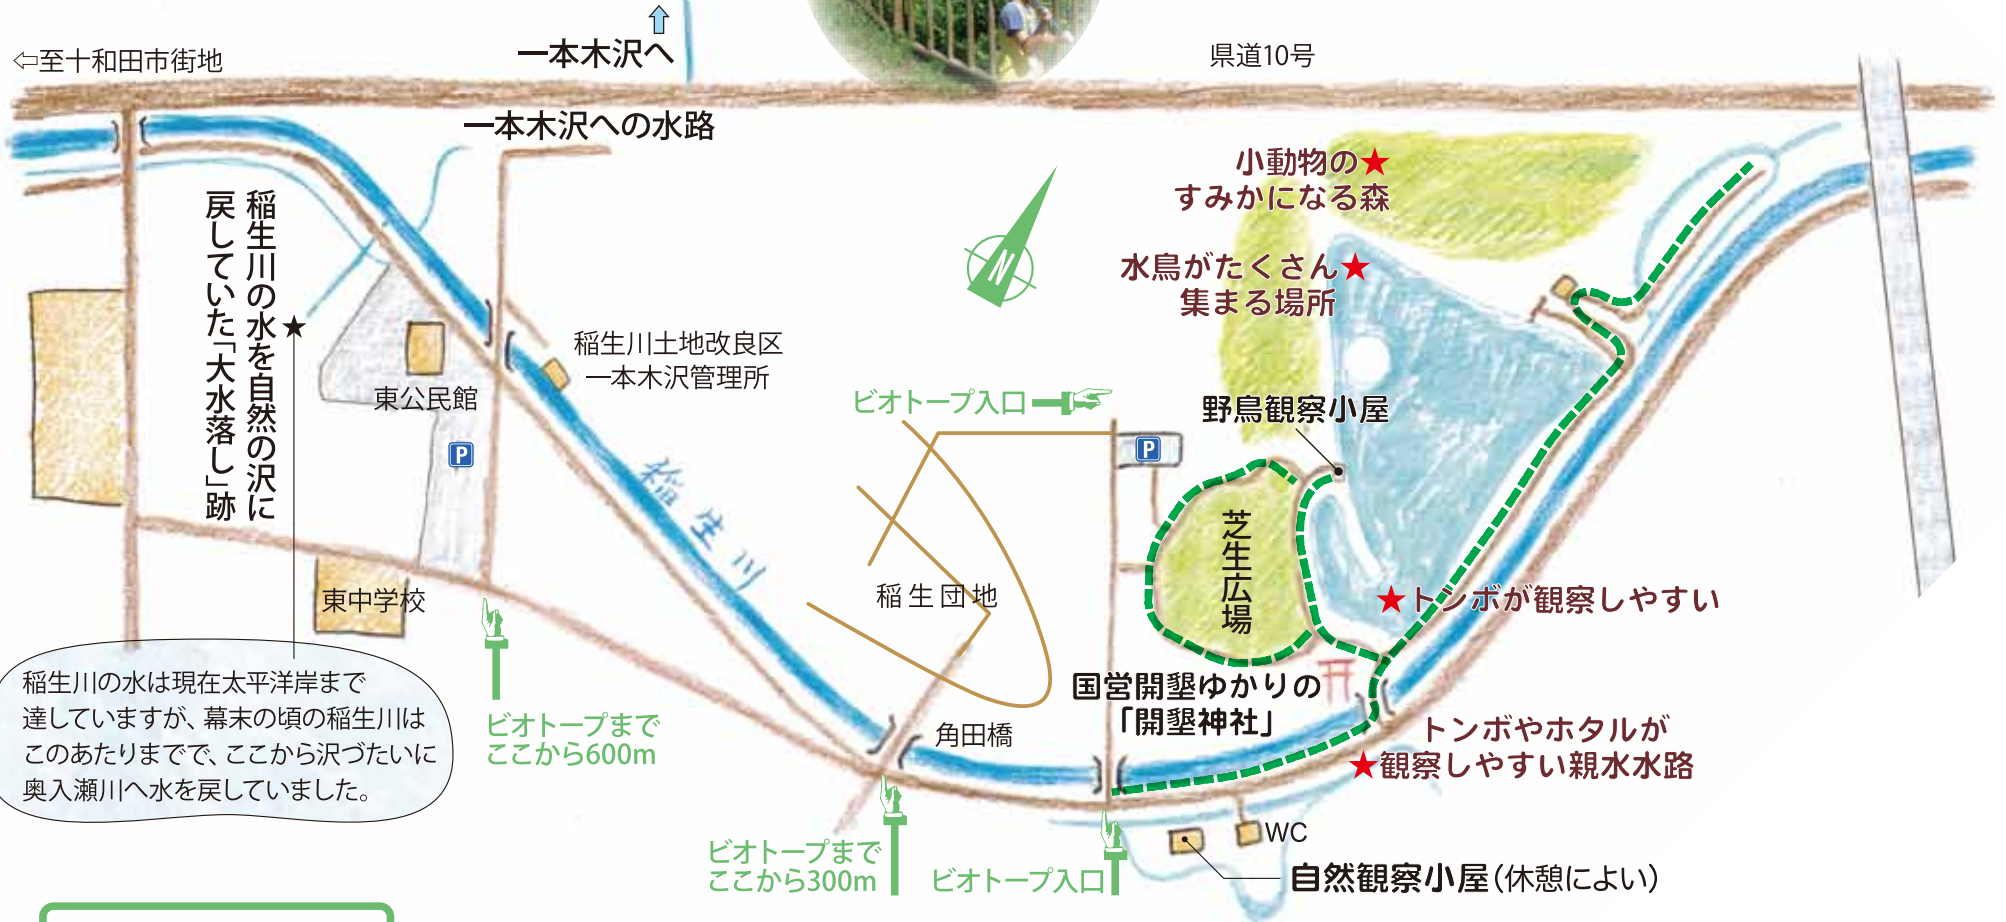 ⇦至十和田市街地
一本木沢へ
県道10号
一本木沢への水路
小動物の★
すみかになる森
水鳥がたくさん★
集まる場所
稲生川の水を自然の沢に
戻していた「大水落し」跡
★
N
稲生川土地改良区
一本木沢管理所
東公民館
P
ビオトープ入口
野鳥観察小屋
P
稲生川
芝生広場
稲生団地
★トンボが観察しやすい
東中学校
稲生川の水は現在太平洋岸まで
達していますが、幕末の頃の稲生川は
このあたりまでで、ここから沢づたいに
奥入瀬川へ水を戻していました。
ビオトープまで
ここから600m
国営開墾ゆかりの
「開墾神社」
角田橋
トンボやホタルが
★観察しやすい親水水路
ビオトープまで
ここから300m
ビオトープ入口
WC
自然観察小屋(休憩によい)